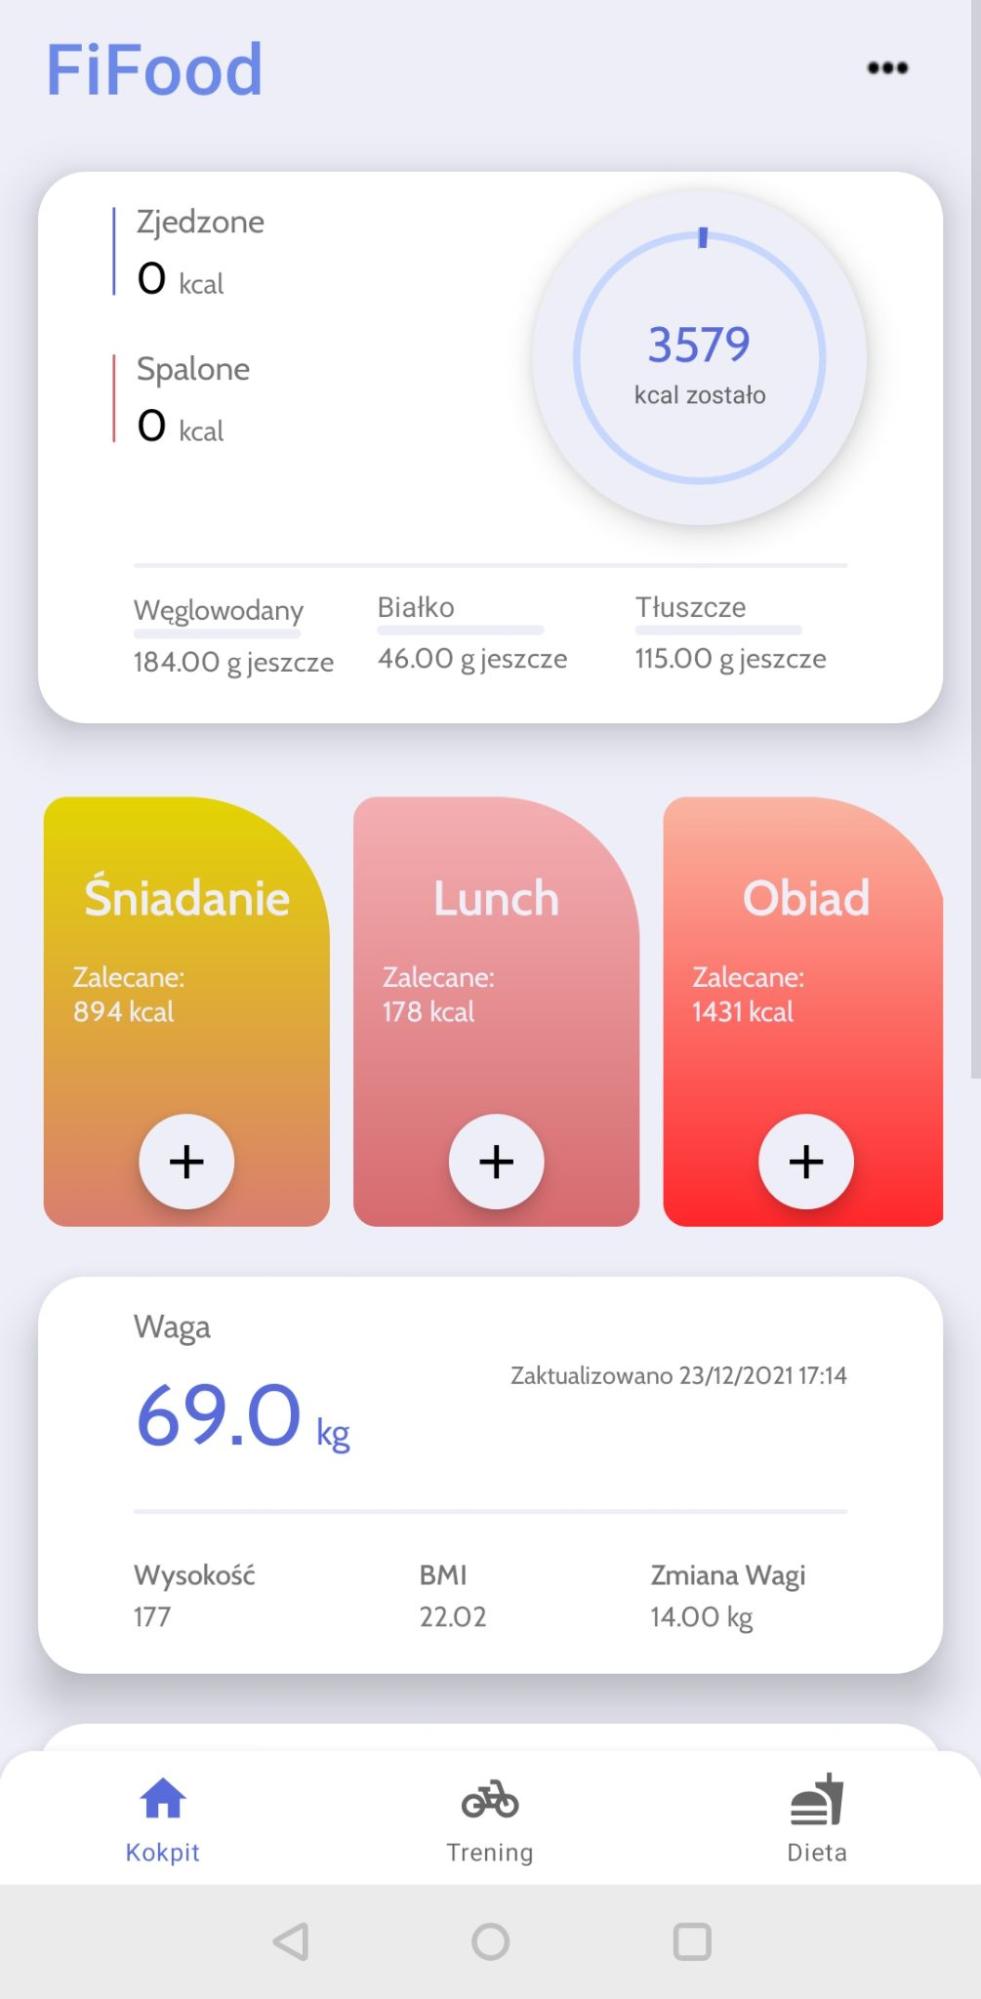 FiFood
Zjedzone
0 kcal
Spalone
0 kcal
3579
kcal zostało
Węglowodany
184.00 g jeszcze
Białko
46.00 g jeszcze
Tłuszcze
115.00 g jeszcze
Śniadanie
Zalecane:
894 kcal
Lunch
Zalecane:
178 kcal
Obiad
Zalecane:
1431 kcal
Waga
69.0 kg
Zaktualizowano 23/12/2021 17:14
Wysokość
177
BMI
22.02
Zmiana Wagi
14.00 kg
Kokpit
Trening
Dieta